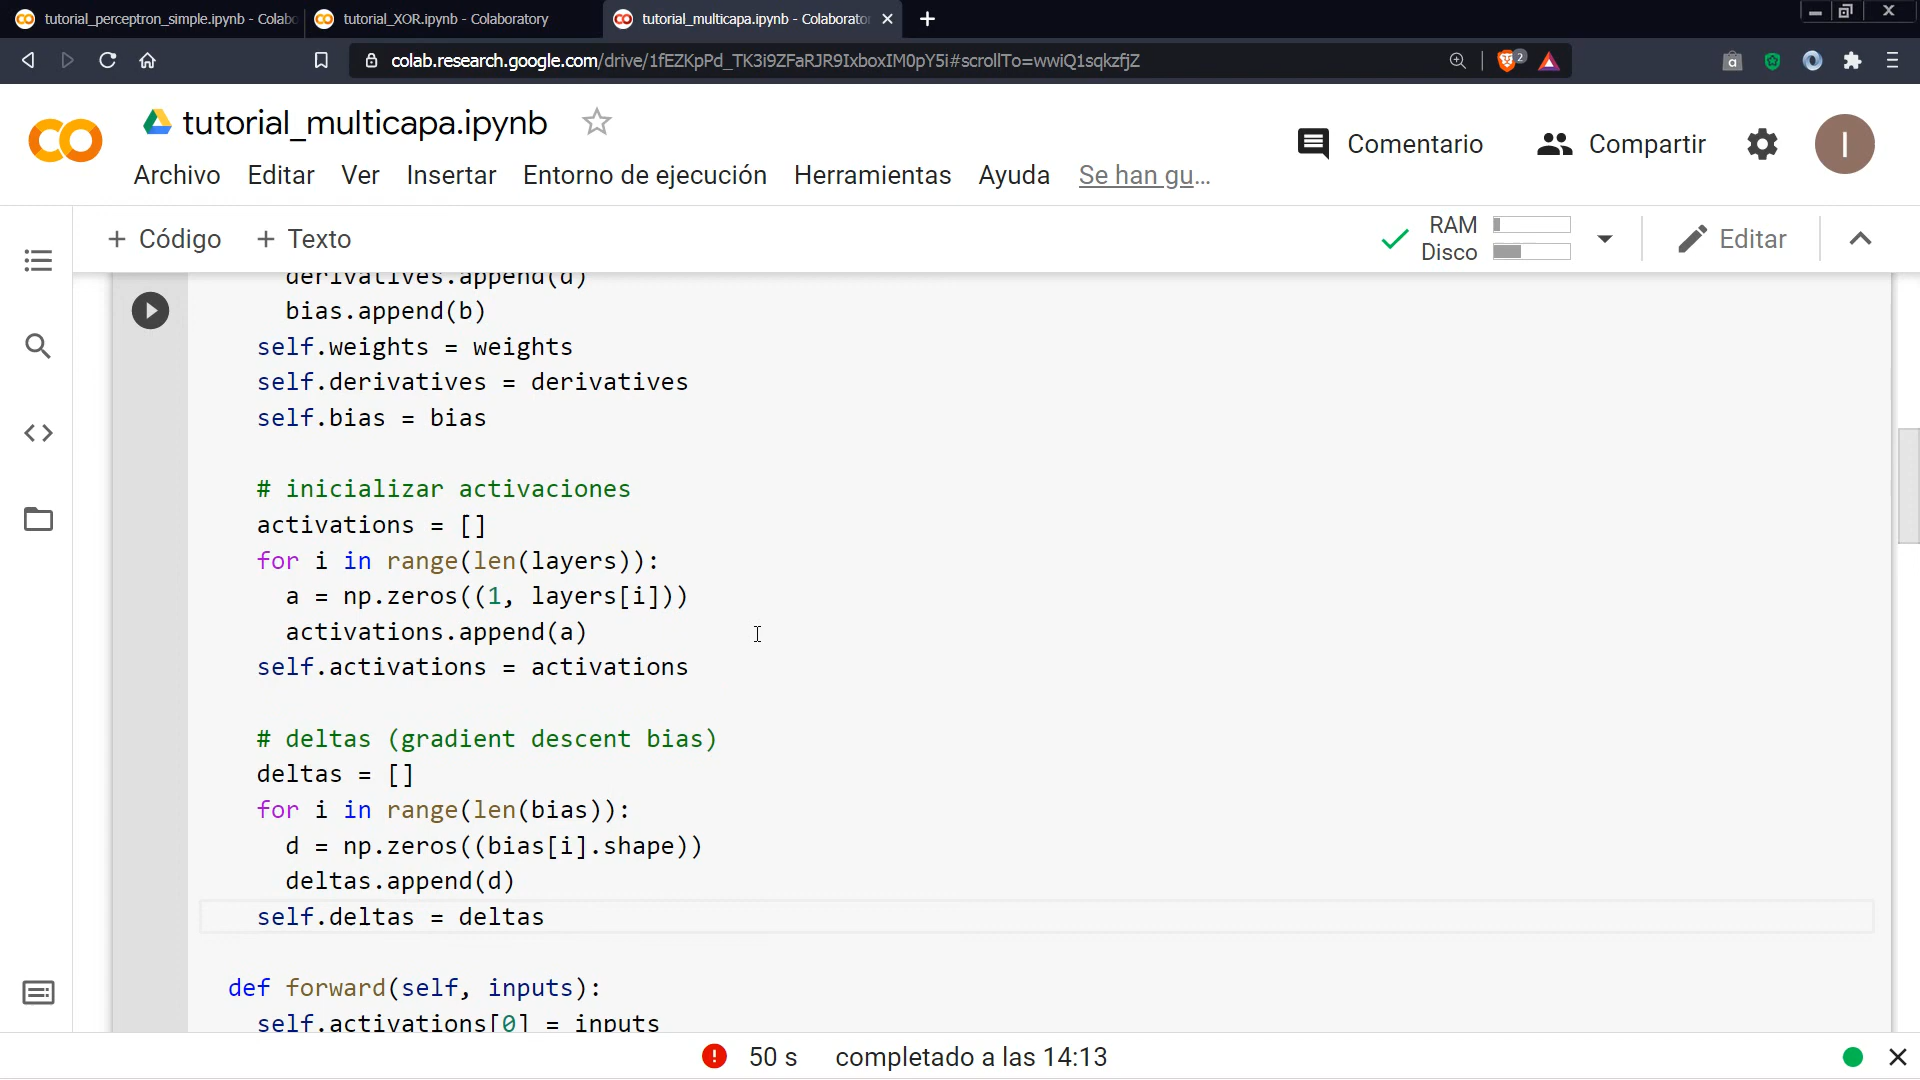 tutorial_perceptron_simple.ipynb - Colabo
tutorial_XOR.ipynb - Colaboratory
tutorial_multicapa.ipynb - Colaborato
colab.research.google.com/drive/1fEZKpPd_TK3i9ZFaRJR9IxboxIM0pY5i#scrollTo=wwiQ1sqkzfjZ
2
a
tutorial_multicapa.ipynb
Comentario
Compartir
I
Archivo Editar Ver Insertar Entorno de ejecución Herramientas Ayuda Se han gu...
+ Código + Texto
RAM
Disco
Editar
derivatives.append(d)
bias.append(b)
self.weights = weights
self.derivatives = derivatives
self.bias = bias
# inicializar activaciones
activations = []
for i in range(len(layers)):
a = np.zeros((1, layers[i]))
activations.append(a)
self.activations = activations
# deltas (gradient descent bias)
deltas = []
for i in range(len(bias)):
d = np.zeros((bias[i].shape))
deltas.append(d)
self.deltas = deltas
def forward(self, inputs):
self.activations[0] = inputs
50 s completado a las 14:13